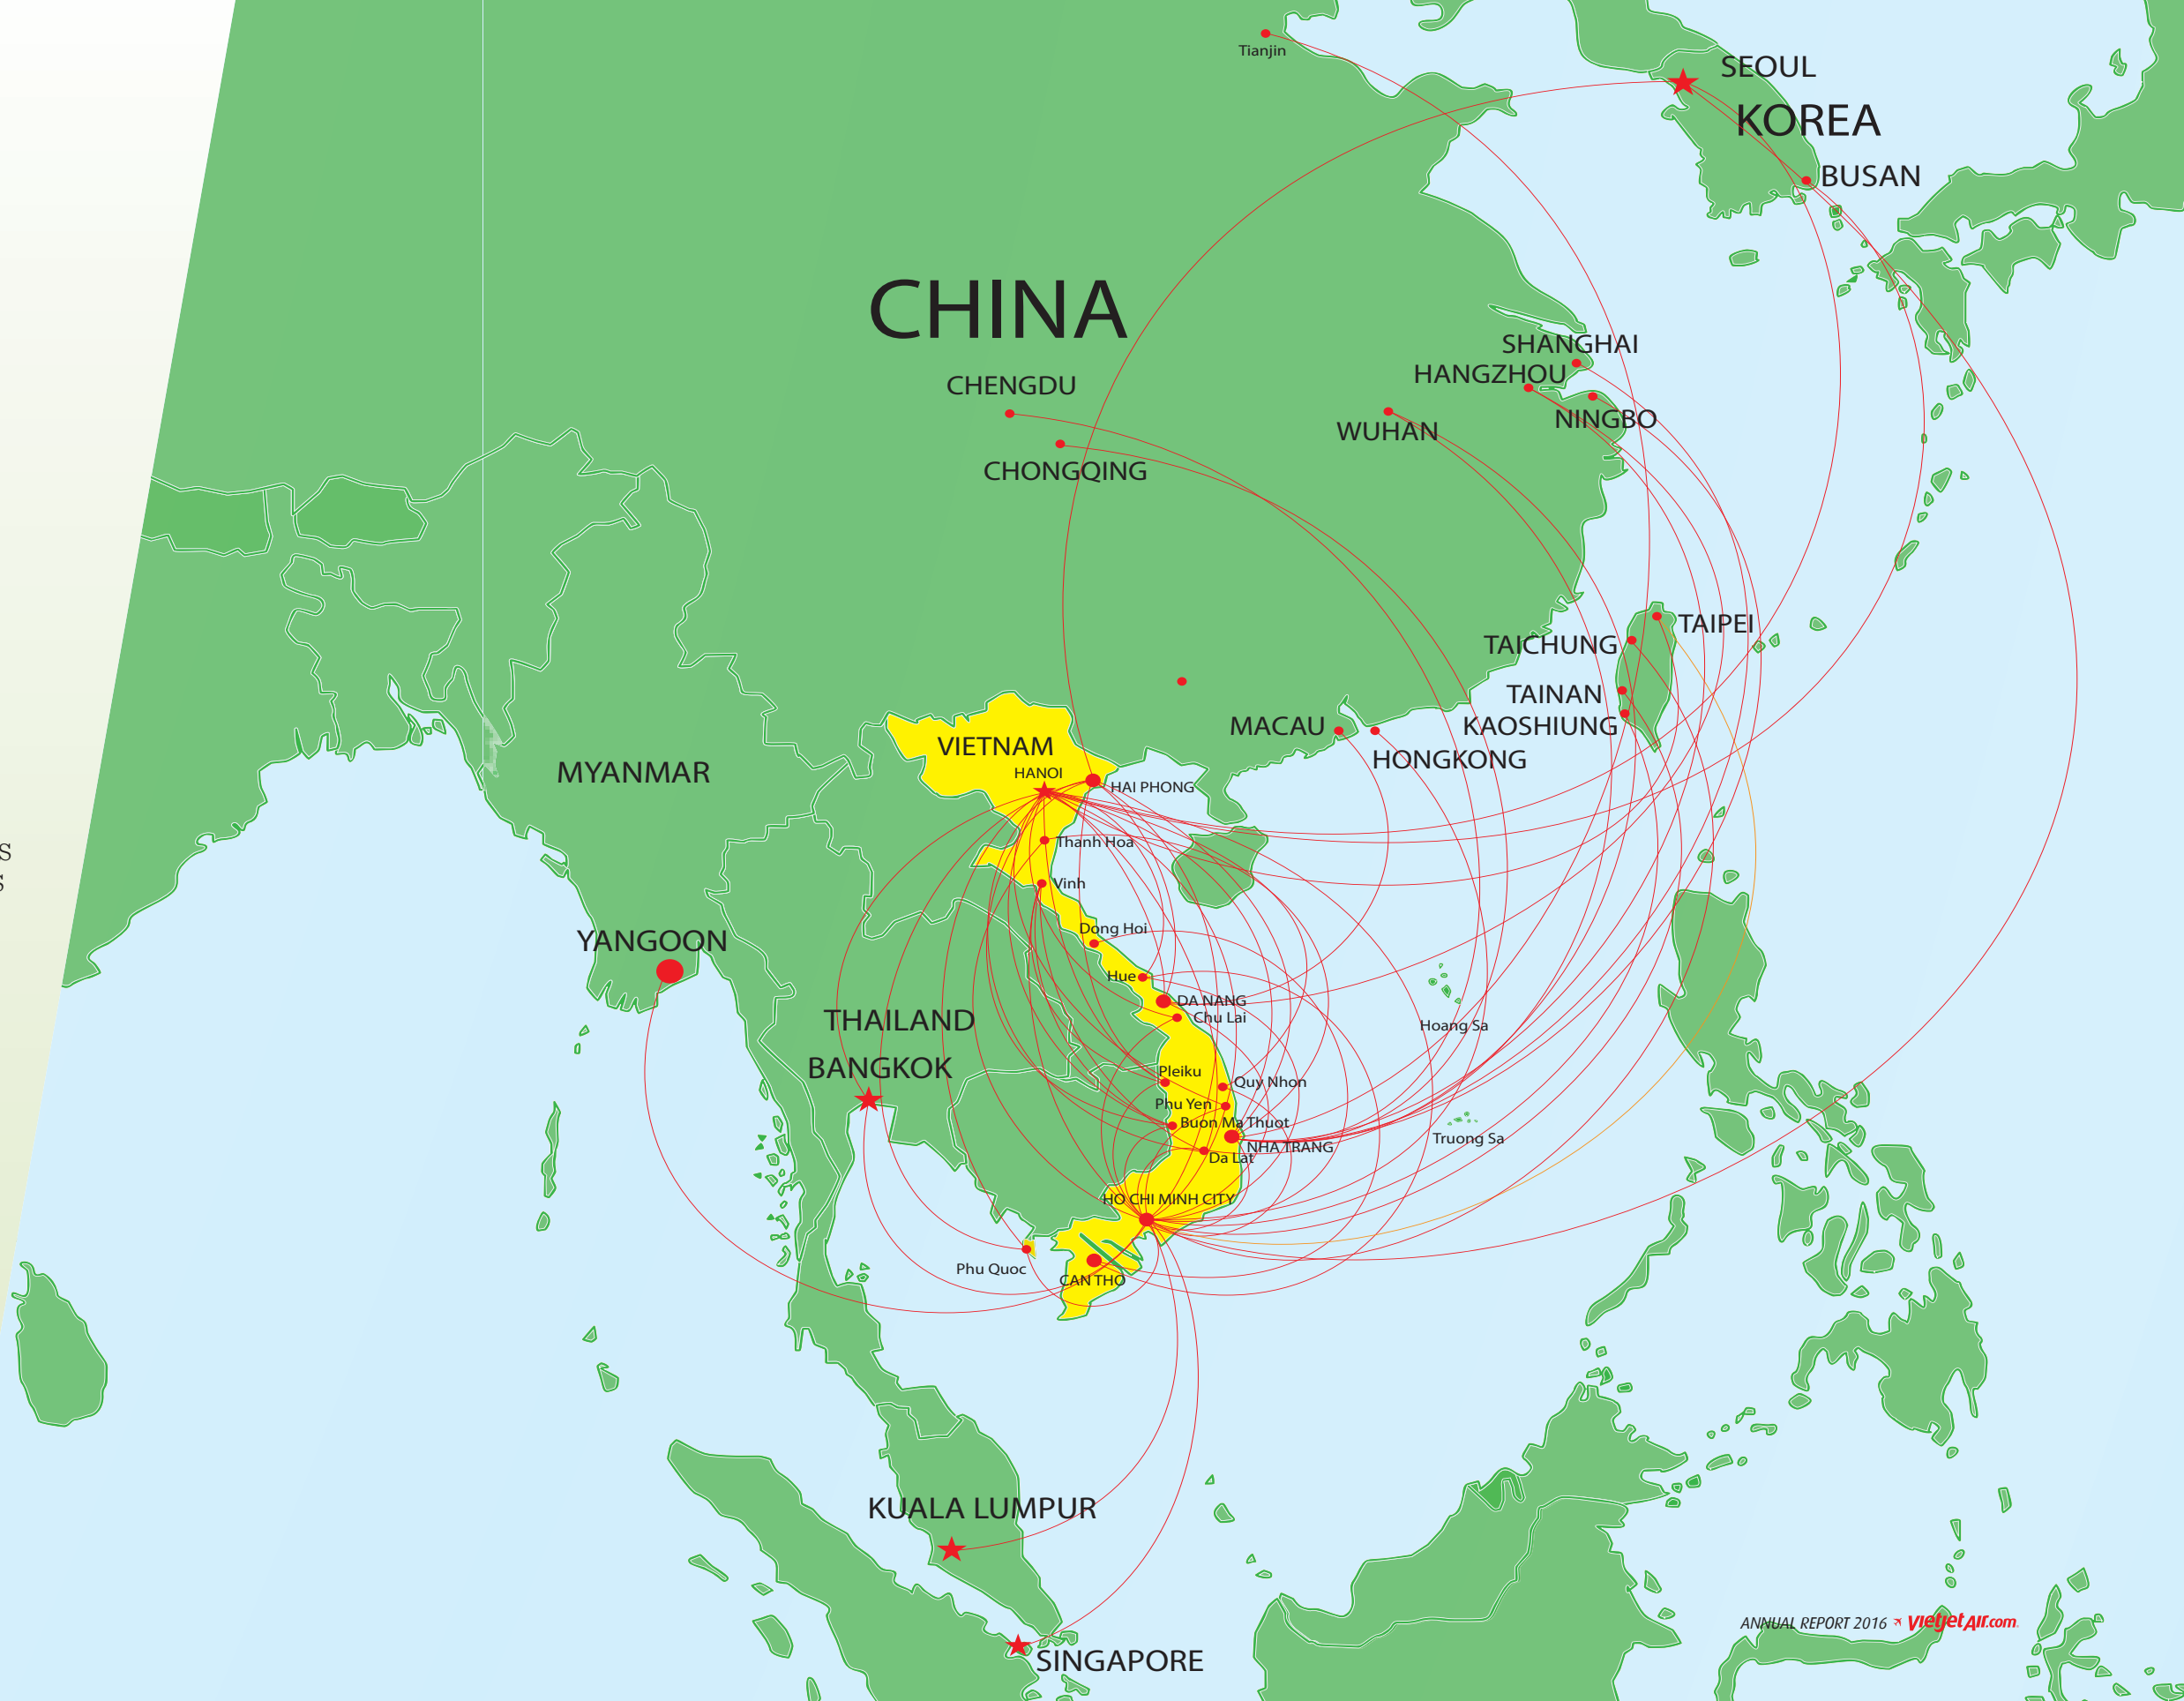 Tianjin
SEOUL
KOREA
BUSAN
CHINA
SHANGHAI
HANGZHOU
CHENGDU
NINGBO
WUHAN
CHONGQING
TAIPEI
TAICHUNG
TAINAN
MACAU
KAOSHIUNG
VIETNAM
HONGKONG
MYANMAR
HANOI
HAI PHONG
Thanh Hoa
S
S
Vinh
Dong Hoi
YANGOON
Hue
DA NANG
Chu Lai
THAILAND
Hoang Sa
BANGKOK
Pleiku
Quy Nhon
Phu Yen
Buon Ma Thuot
Truong Sa
NHA TRANG
Da Lat
HO CHI MINH CITY
Phu Quoc
CAN THO
KUALA LUMPUR
ANNUAL REPORT 2016 vietjetAir.com
SINGAPORE